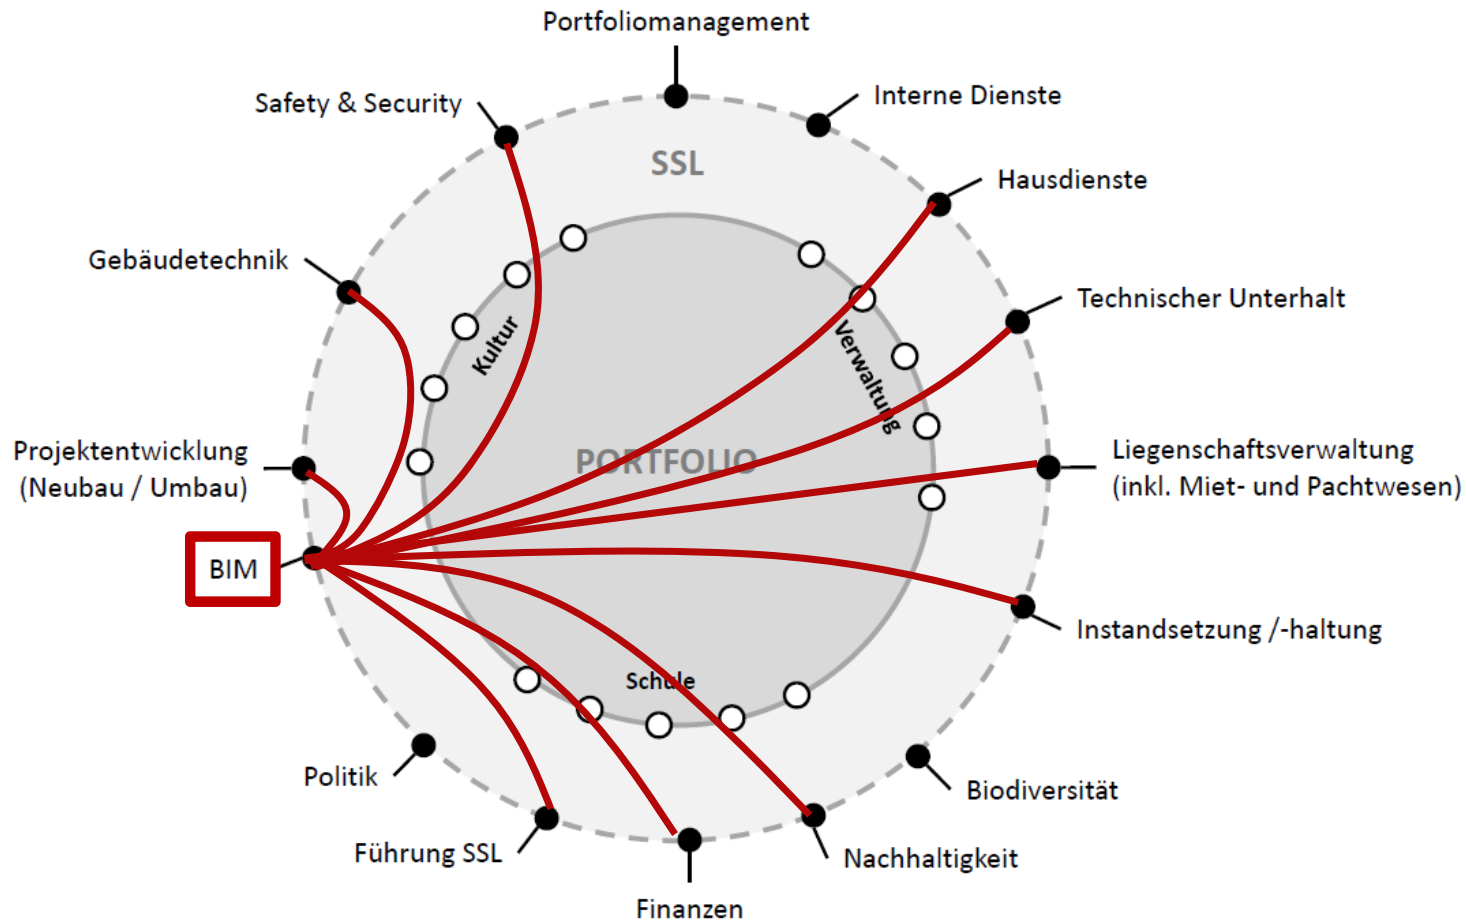 Portfoliomanagement
Safety & Security
Interne Dienste
SSL
Hausdienste
Gebäudetechnik
Technischer Unterhalt
Kultur
Verwaltung
Projektentwicklung
(Neubau / Umbau)
PORTFOLIO
Liegenschaftsverwaltung
(inkl. Miet- und Pachtwesen)
BIM
Instandsetzung /-haltung
Schule
Politik
Biodiversität
Führung SSL
Nachhaltigkeit
Finanzen